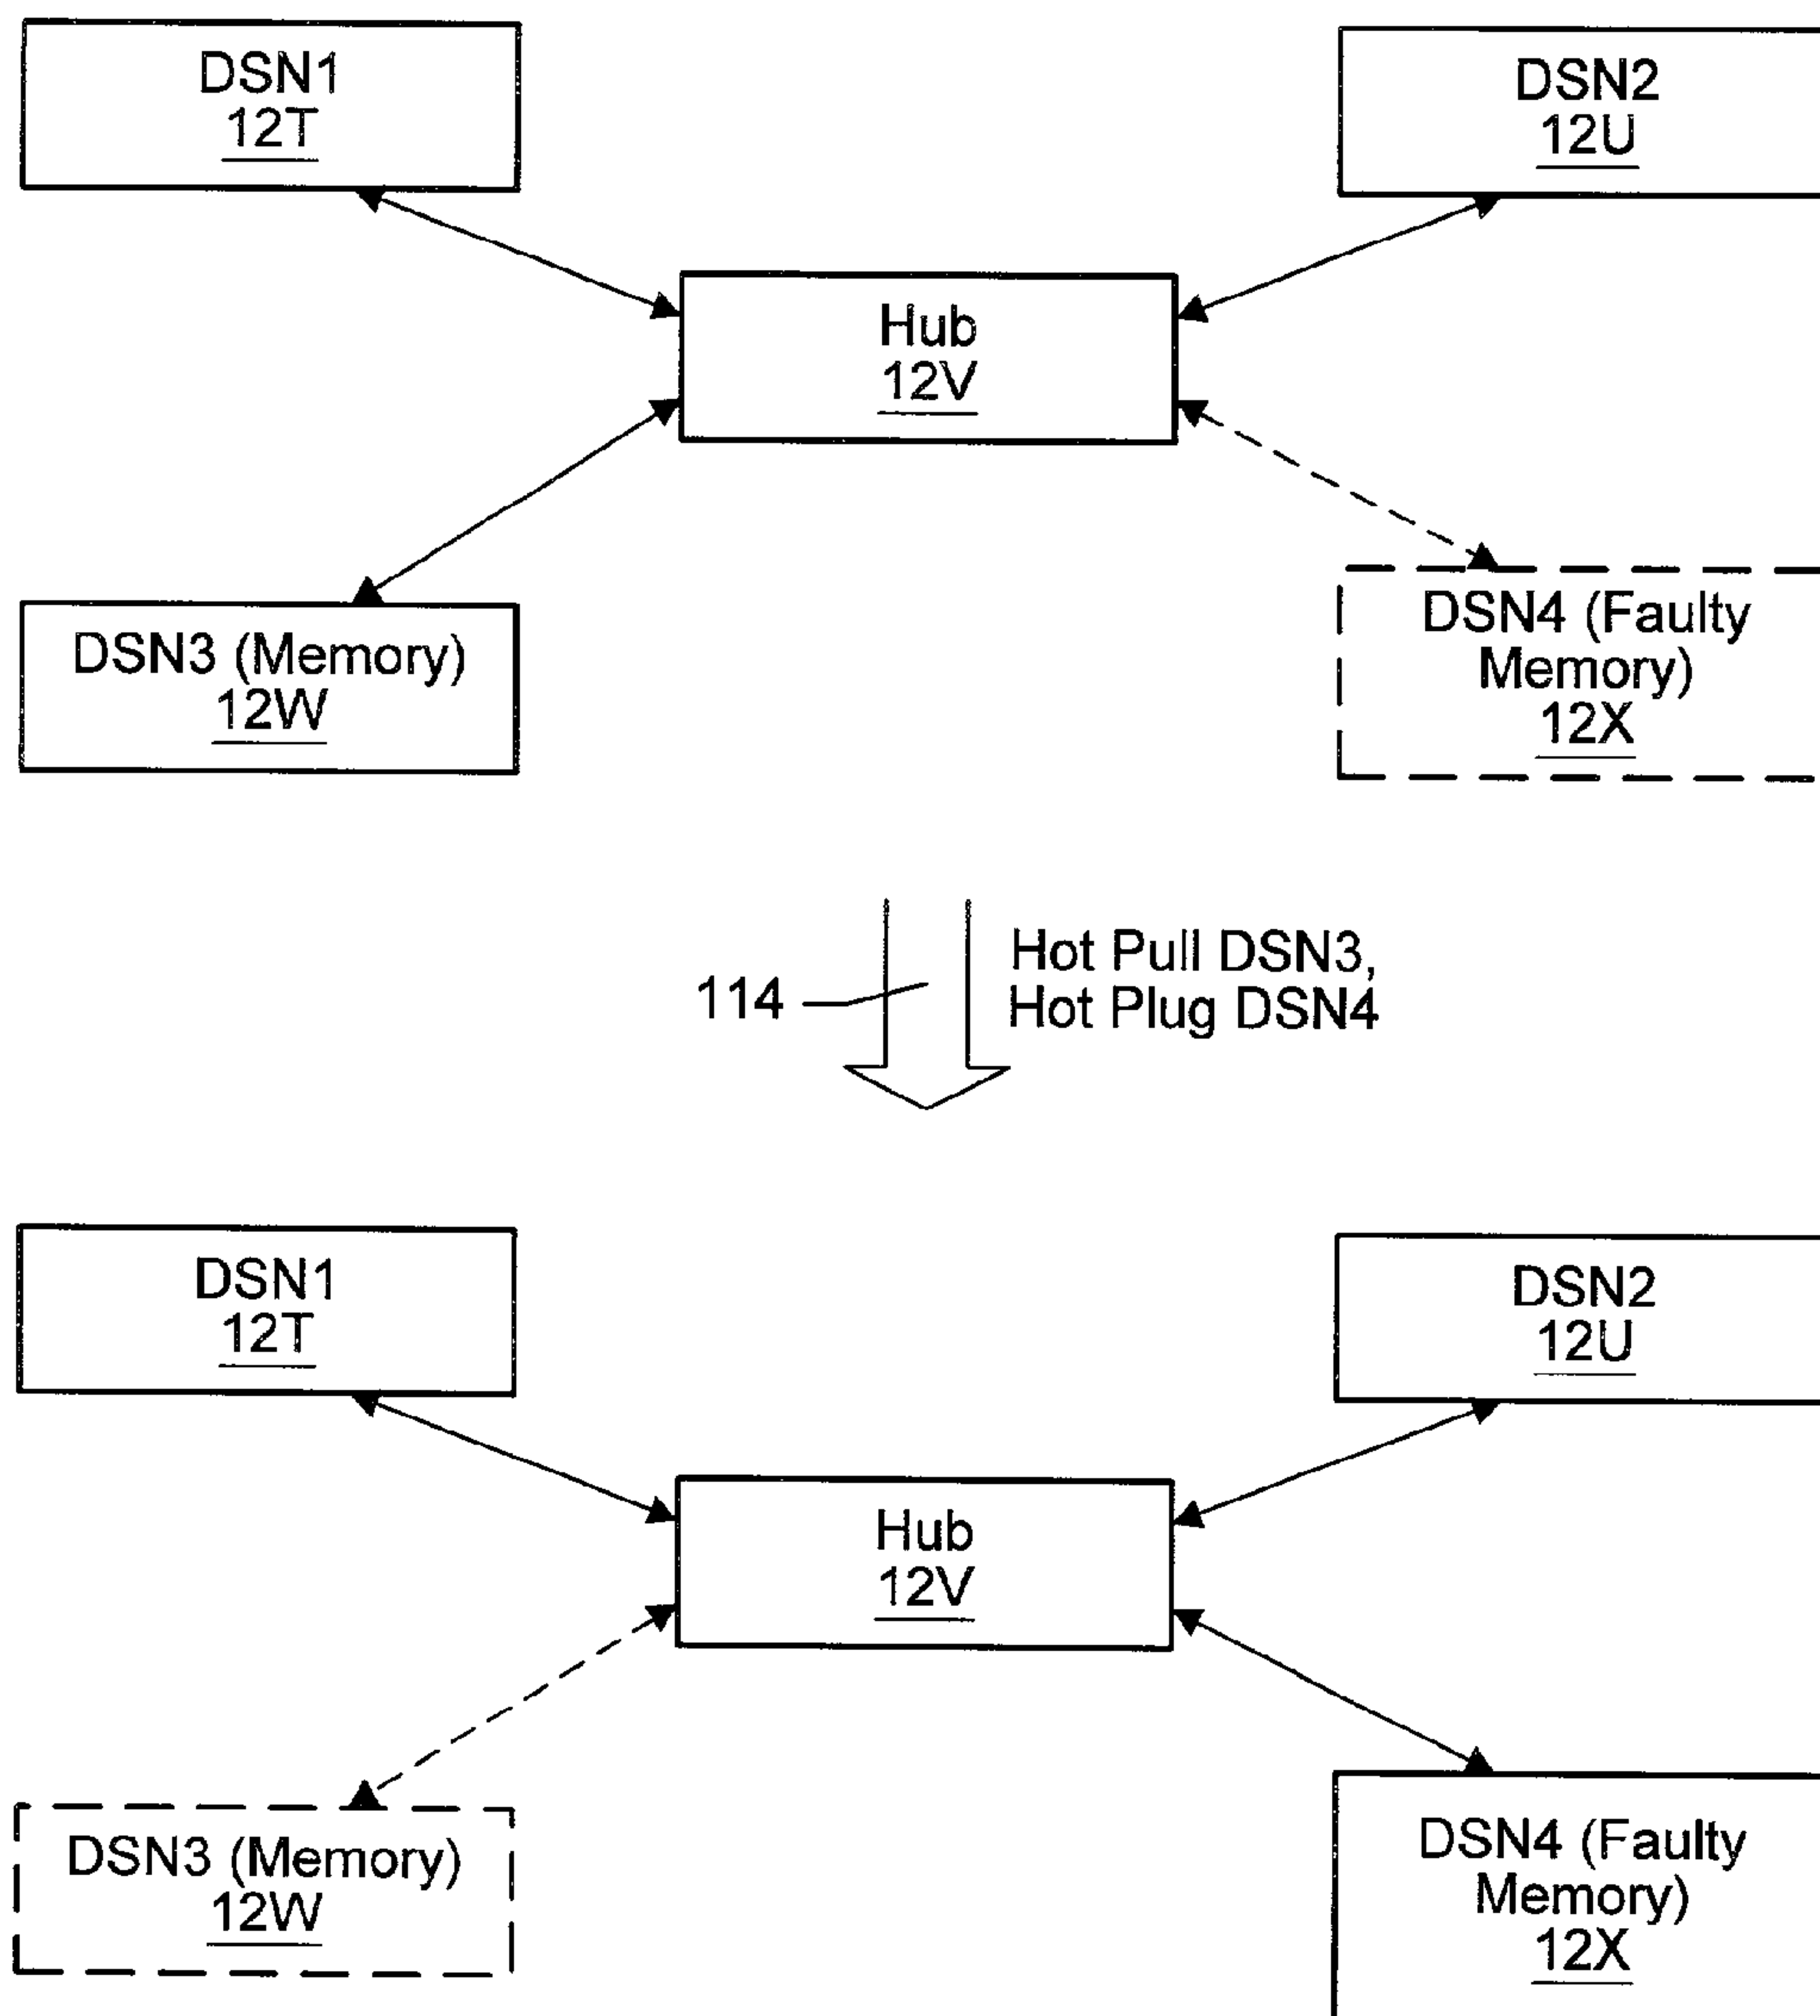 DSN1
12T
DSN2
12U
Hub
12V
DSN3 (Memory)
12W
DSN4 (Faulty
Memory)
12X
114
Hot Pull DSN3,
Hot Plug DSN4
DSN1
12T
DSN2
12U
Hub
12V
DSN3 (Memory)
12W
DSN4 (Faulty
Memory)
12X